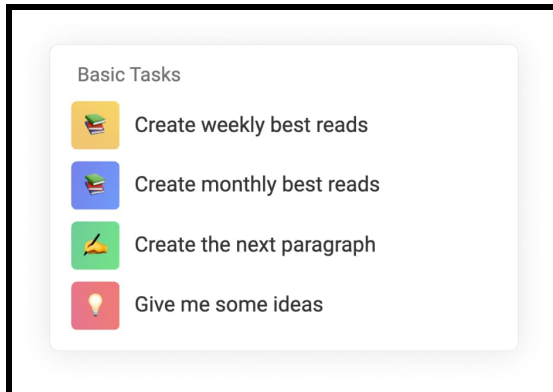 Basic Tasks
Create weekly best reads
Create monthly best reads
Create the next paragraph
Give me some ideas